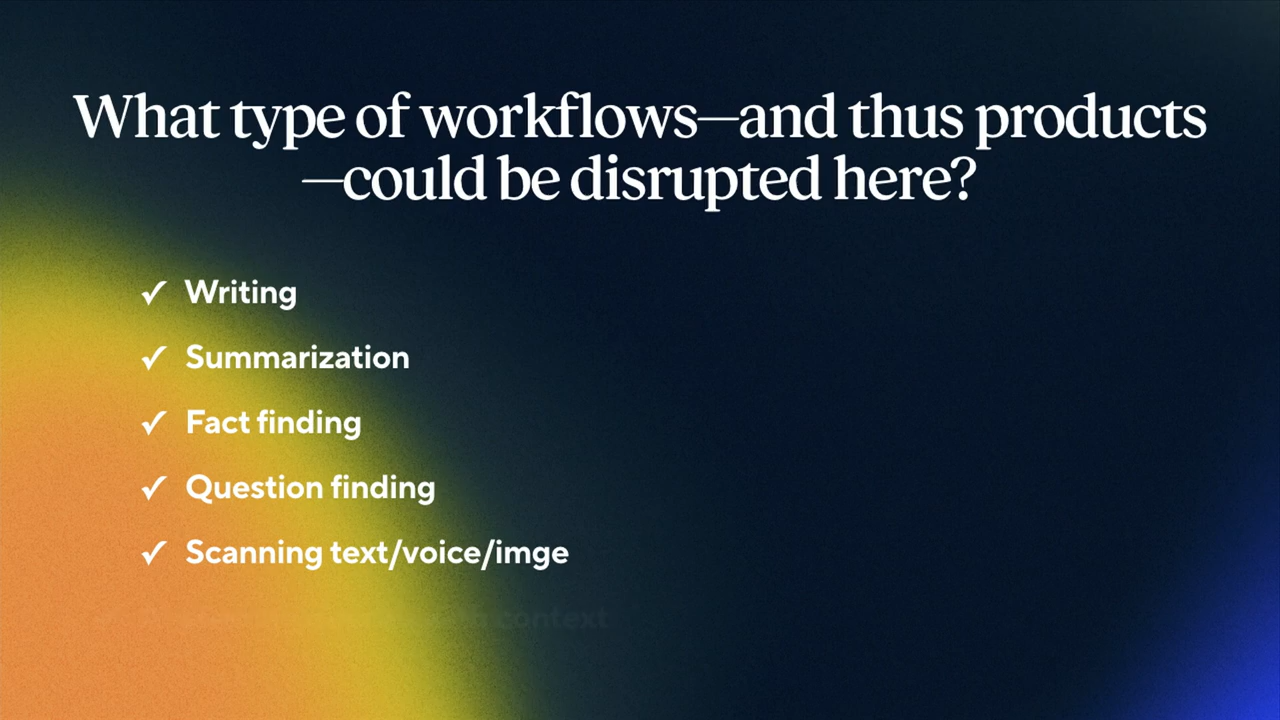 What type of workflows—and thus products
—could be disrupted here?
✓ Writing
✓ Summarization
✓ Fact finding
✓ Question finding
✓ Scanning text/voice/imge
context